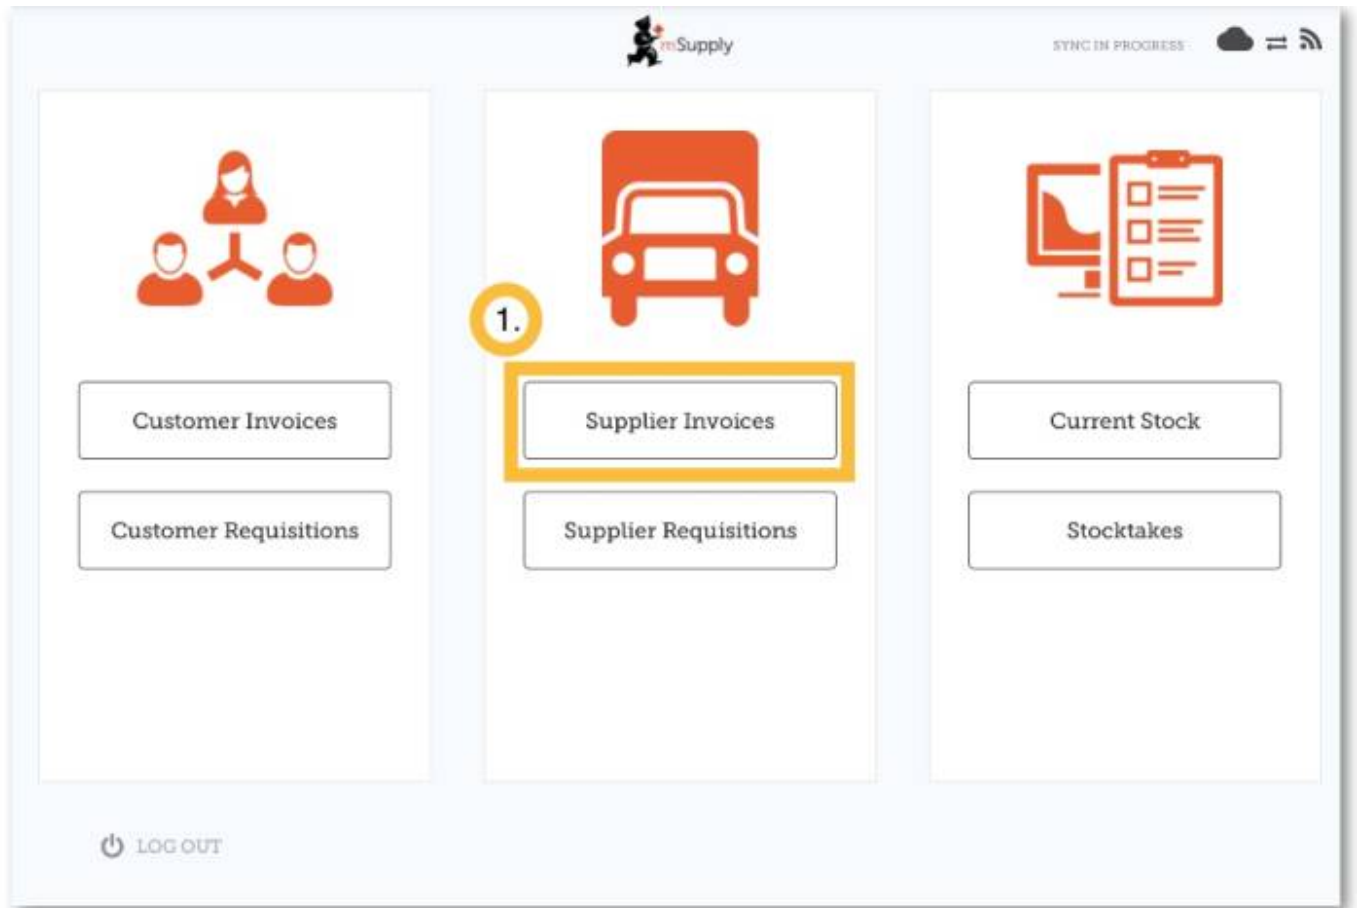 mSupply
SYNC IN PROGRESS
1.
Customer Invoices
Supplier Invoices
Current Stock
Customer Requisitions
Supplier Requisitions
Stocktakes
LOG OUT